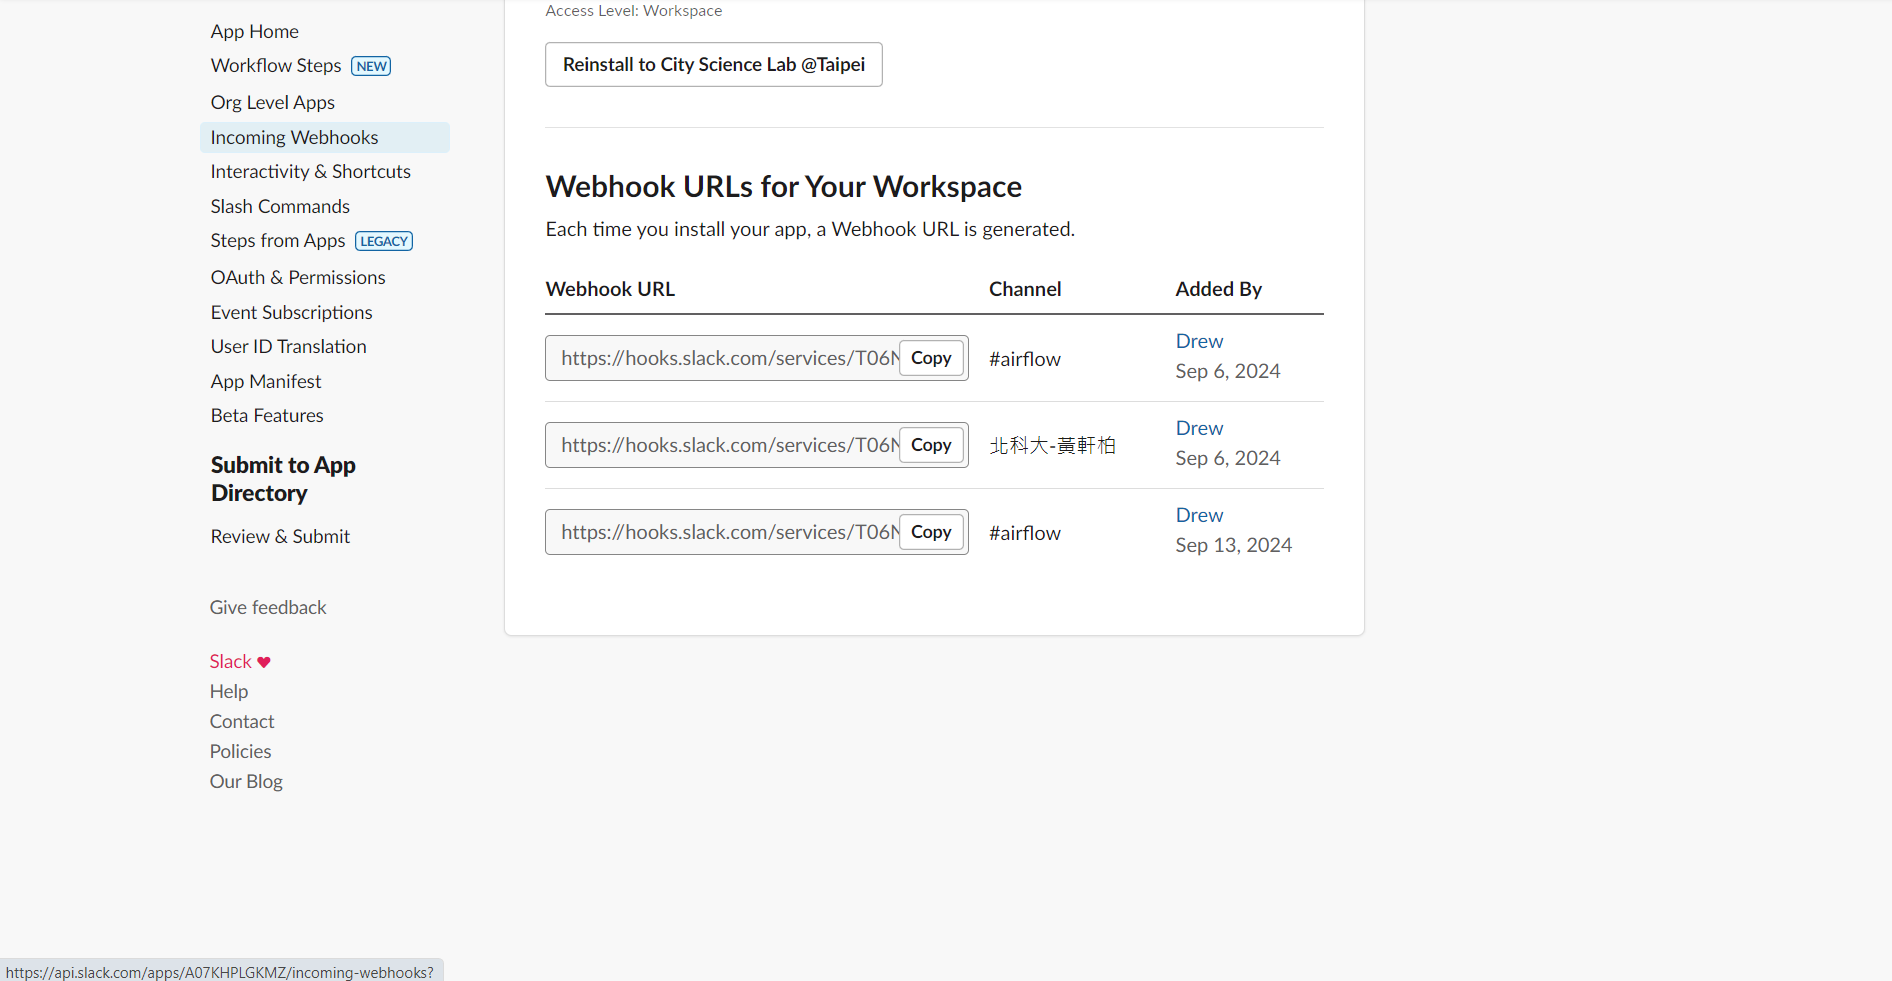 App Home
Workflow Steps NEW
Org Level Apps
Incoming Webhooks
Interactivity & Shortcuts
Slash Commands
Steps from Apps LEGACY
OAuth & Permissions
Event Subscriptions
User ID Translation
App Manifest
Beta Features
Submit to App
Directory
Review & Submit
Give feedback
Slack ♥
Help
Contact
Policies
Our Blog
Access Level: Workspace
Reinstall to City Science Lab @Taipei
Webhook URLs for Your Workspace
Each time you install your app, a Webhook URL is generated.
Webhook URL Channel Added By
https://hooks.slack.com/services/T06N Copy #airflow Drew
Sep 6, 2024
https://hooks.slack.com/services/T06N Copy 北科大-黃軒柏 Drew
Sep 6, 2024
https://hooks.slack.com/services/T06N Copy #airflow Drew
Sep 13, 2024
https://api.slack.com/apps/A07KHPLGKMZ/incoming-webhooks?